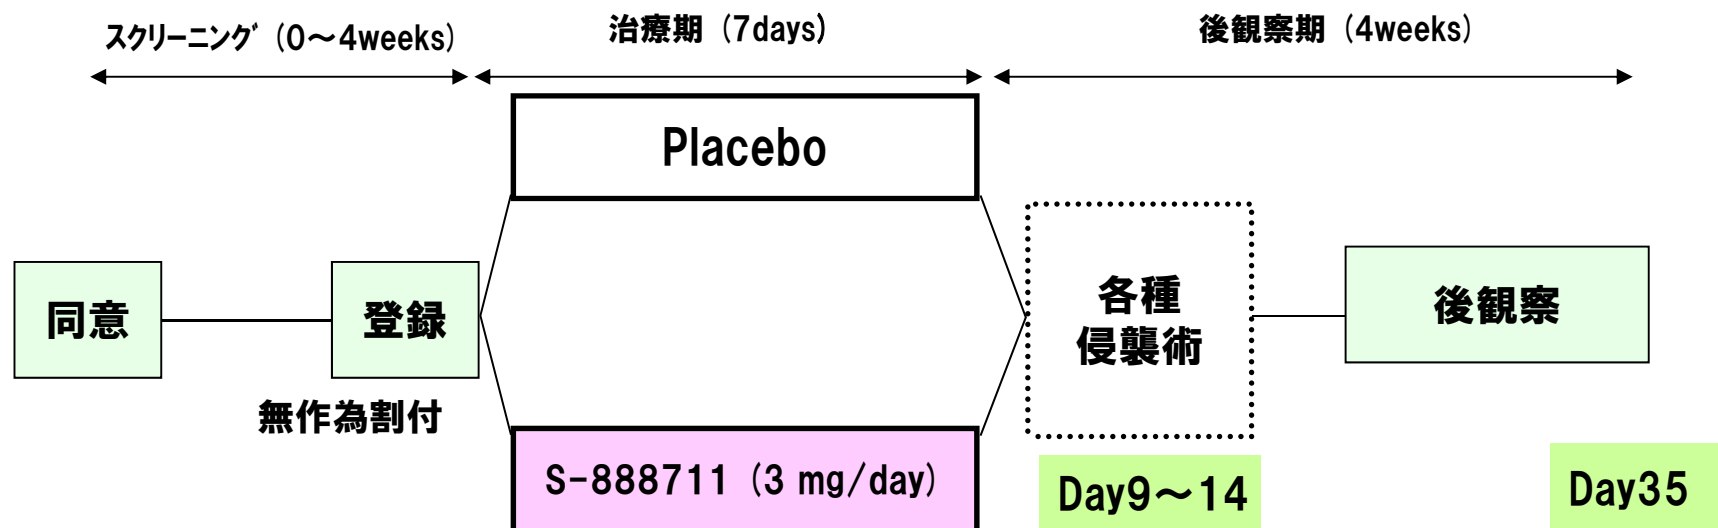 スクリーニング (0～4weeks)
治療期 (7days)
後観察期 (4weeks)
Placebo
同意
登録
無作為割付
各種
侵襲術
後観察
S-888711 (3 mg/day)
Day9～14
Day35